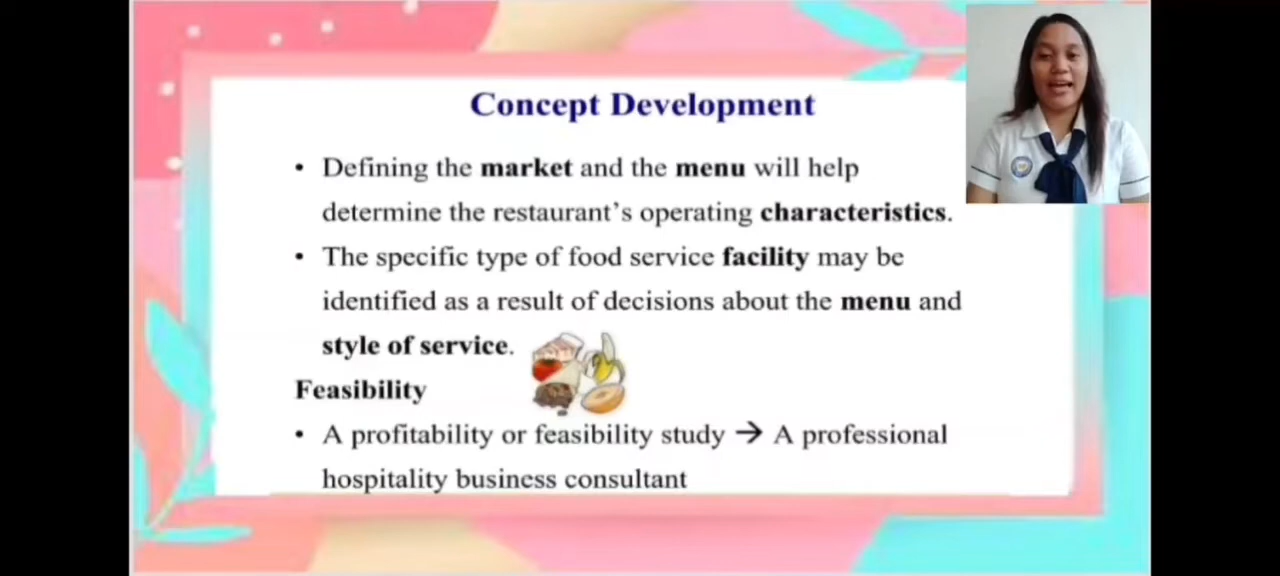 Concept Development
• Defining the market and the menu will help
determine the restaurant's operating characteristics.
• The specific type of food service facility may be
identified as a result of decisions about the menu and
style of service.
Feasibility
• A profitability or feasibility study → A professional
hospitality business consultant